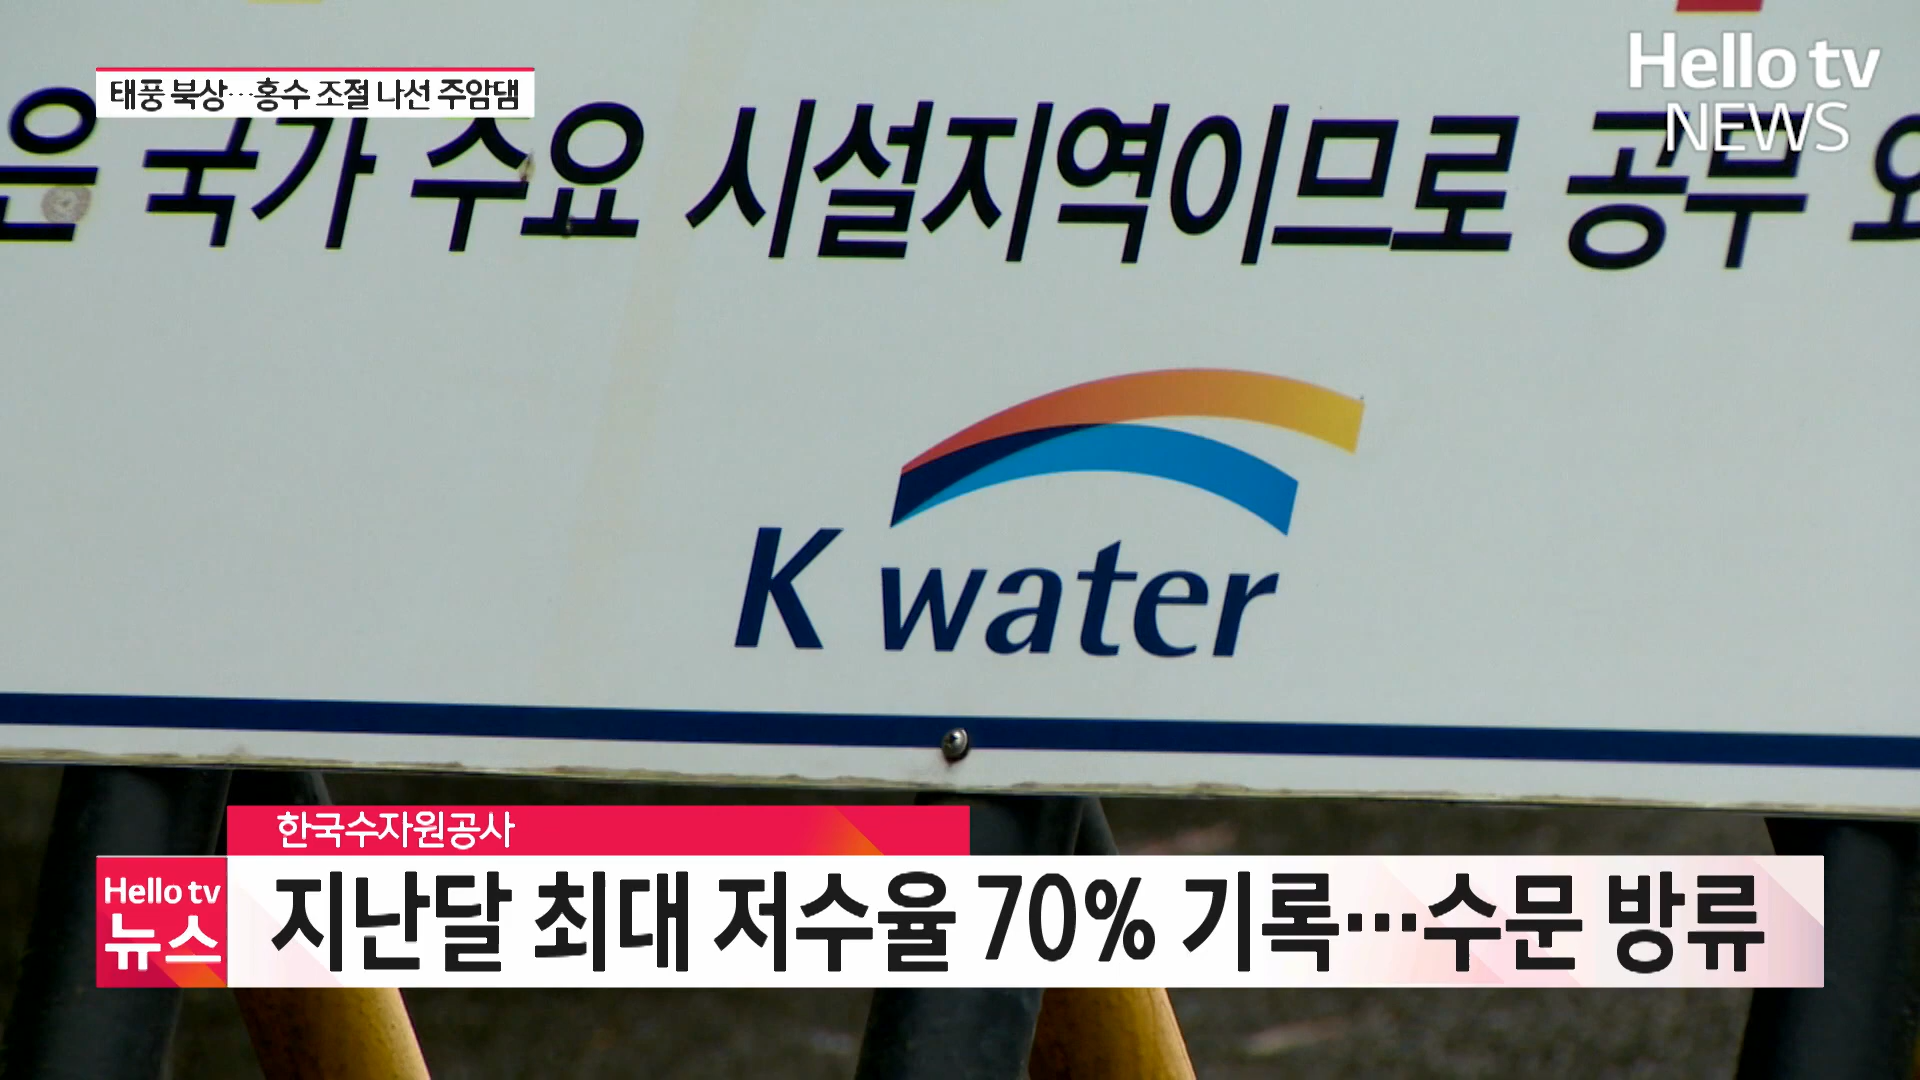 Hello tv
NEWS
태풍 북상…홍수 조절 나선 주암댐
은 국가 수요 시설지역이므로 공부 외
K water
한국수자원공사
Hello tv
뉴스
지난달 최대 저수율 70% 기록…수문 방류